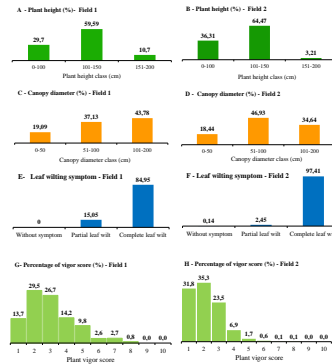 A - Plant height (%)- Field 1
29,7
59,59
10,7
0-100 101-150 151-200
Plant height class (cm)
B - Plant height (%)- Field 2
36,31
64,47
3,21
0-100 101-150 151-200
Plant height class (cm)
C - Canopy diameter (%) - Field 1
19,09
37,13
43,78
0-50 51-100 101-200
Canopy diameter class (cm)
D - Canopy diameter (%) - Field 2
18,44
46,93
34,64
0-50 51-100 101-200
Canopy diameter class (cm)
E- Leaf wilting symptom - Field 1
0
15,05
84,95
Without symptom Partial leaf wilt Complete leaf wilt
F - Leaf wilting symptom - Field 2
0,14
2,45
97,41
Without symptom Partial leaf wilt Complete leaf wilt
G- Percentage of vigor score (%) - Field 1
13,7 29,5 26,7 14,2 9,8 2,6 2,7 0,8 0,0 0,0
1 2 3 4 5 6 7 8 9 10
Plant vigor score
H - Percentage of vigor score (%) - Field 2
31,8 35,3 23,5 6,9 1,7 0,6 0,1 0,1 0,0 0,0
1 2 3 4 5 6 7 8 9 10
Plant vigor score